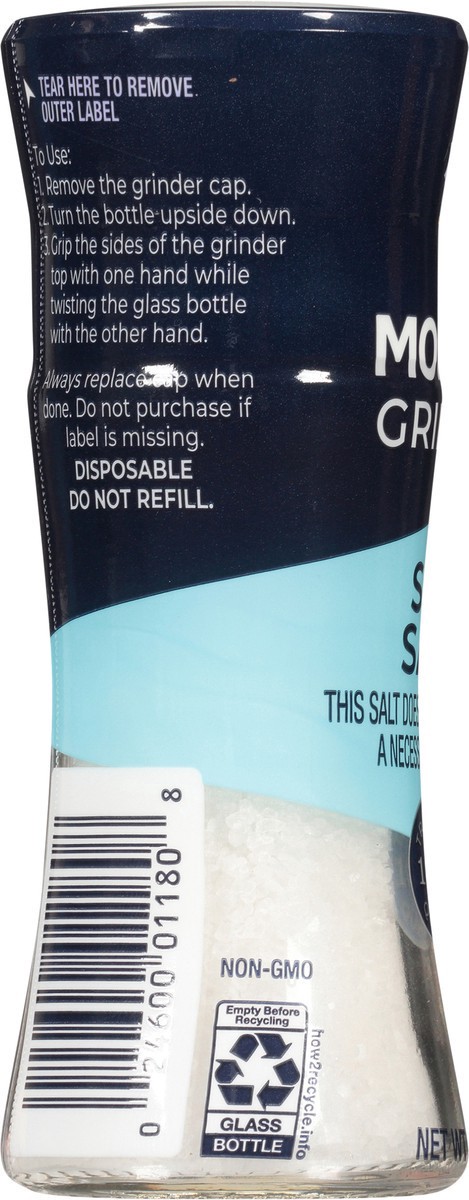 TEAR HERE TO REMOVE
OUTER LABEL
To Use:
1. Remove the grinder cap.
2. Turn the bottle upside down.
3. Grip the sides of the grinder
top with one hand while
twisting the glass bottle
with the other hand.
Always replace cap when
done. Do not purchase if
label is missing.
DISPOSABLE
DO NOT REFILL.
MO
GRI
S
SA
THIS SALT DOES
A NECESS
0 24600 01180 8
NON-GMO
Empty Before
Recycling
GLASS
BOTTLE
how2recycle.info
NET W